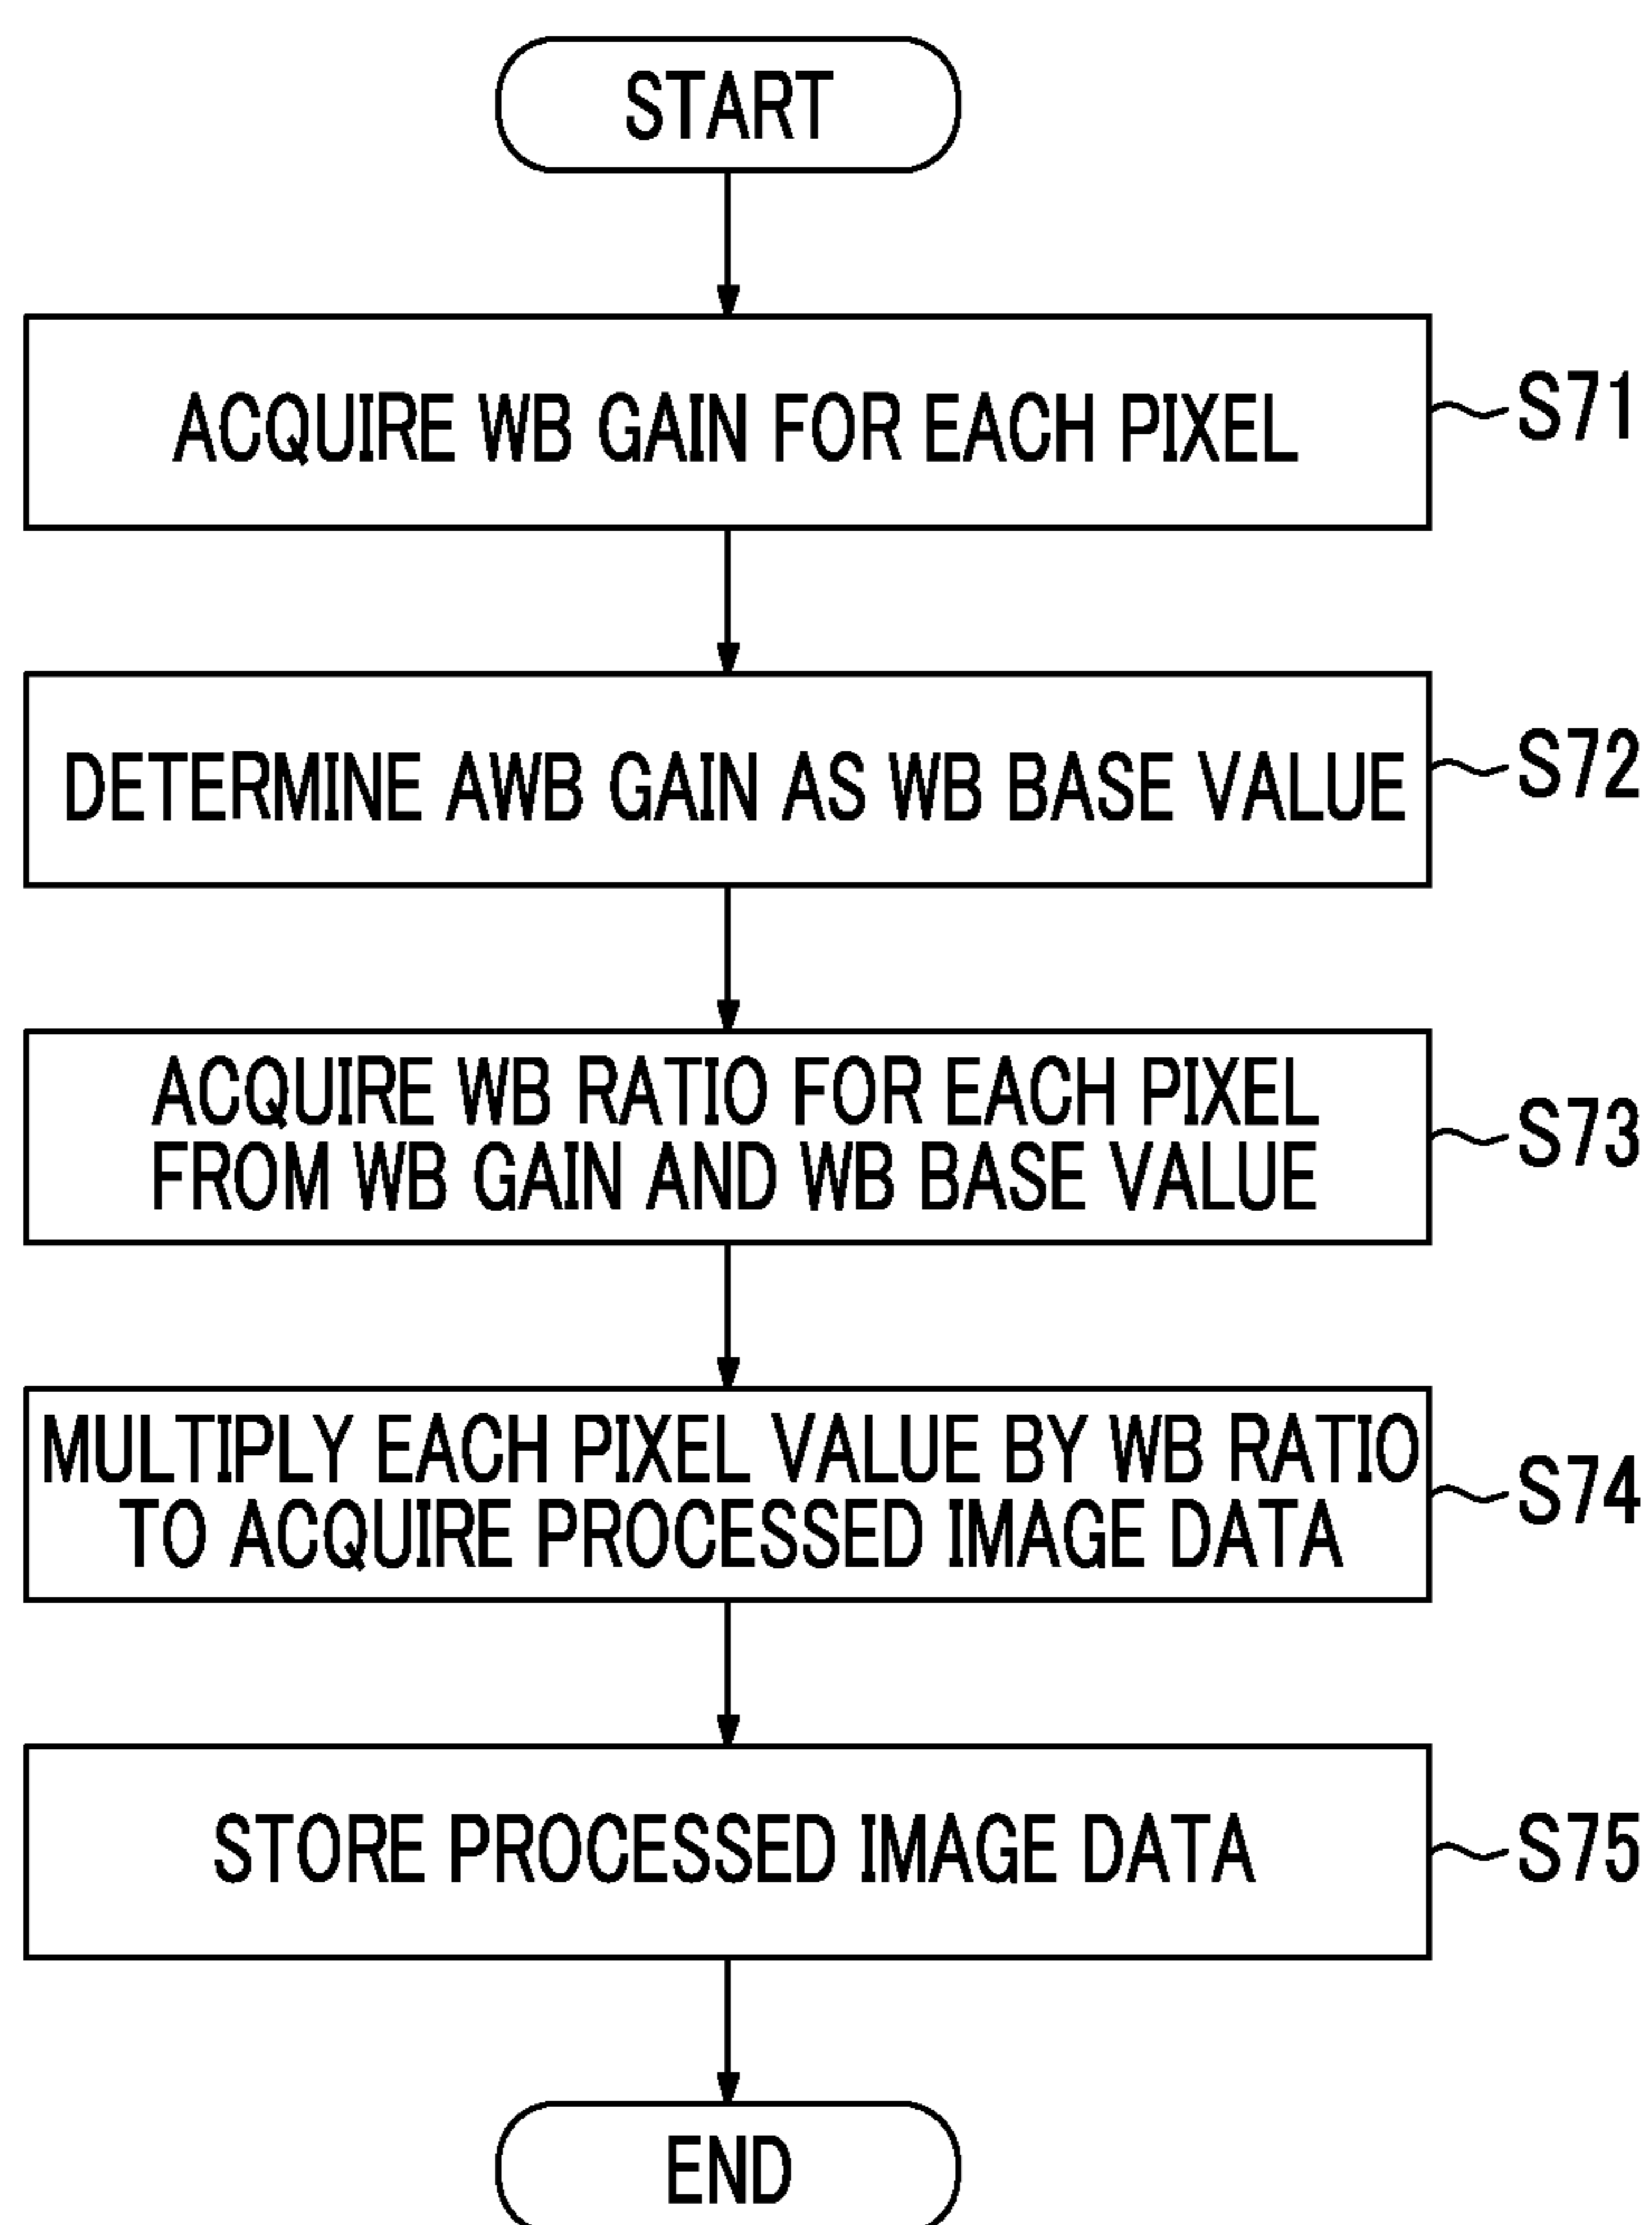 START
ACQUIRE WB GAIN FOR EACH PIXEL
S71
DETERMINE AWB GAIN AS WB BASE VALUE
S72
ACQUIRE WB RATIO FOR EACH PIXEL
FROM WB GAIN AND WB BASE VALUE
S73
MULTIPLY EACH PIXEL VALUE BY WB RATIO
TO ACQUIRE PROCESSED IMAGE DATA
S74
STORE PROCESSED IMAGE DATA
S75
END